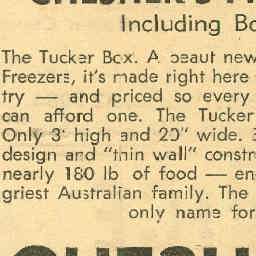 Including
The Tucker Box. A beaut new
Freezers, it's made right here
try — and priced so every
can afford one. The Tucker
Only 3' high and 20" wide.
design and "thin wall" constr
nearly 180 lb of food — en
griest Australian family. The
only name for